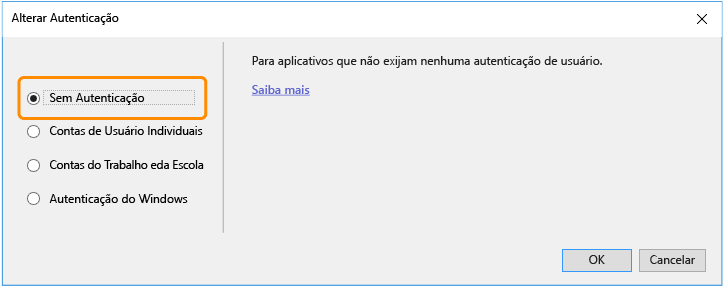 Alterar Autenticação
Para aplicativos que não exijam nenhuma autenticação de usuário.
Saiba mais
Sem Autenticação
Contas de Usuário Individuais
Contas do Trabalho eda Escola
Autenticação do Windows
OK
Cancelar